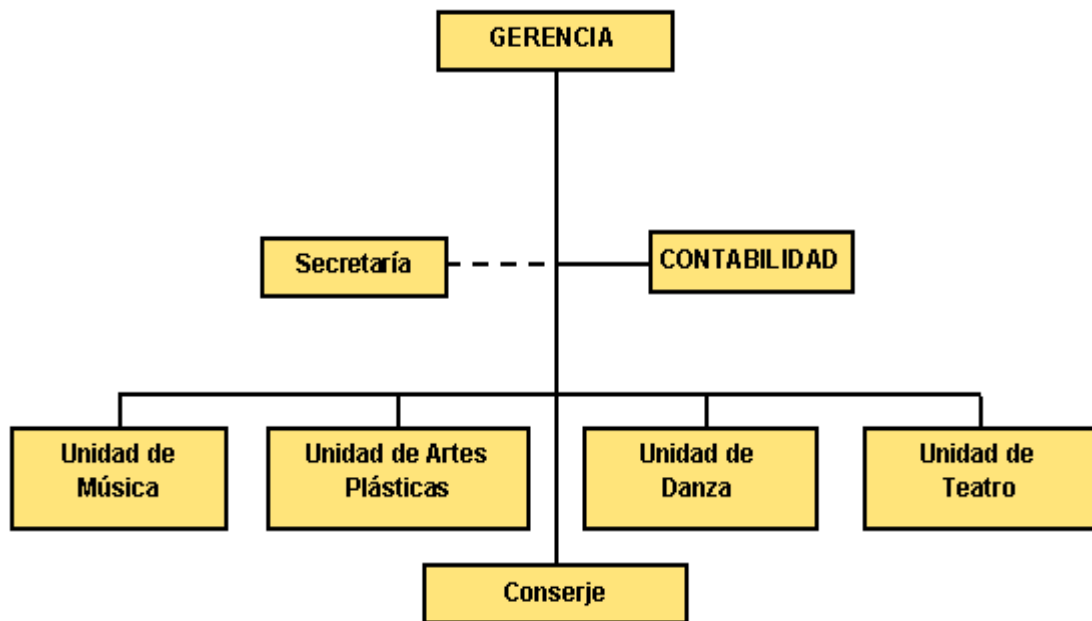 GERENCIA
Secretaría
CONTABILIDAD
Unidad de
Música
Unidad de Artes
Plásticas
Unidad de
Danza
Unidad de
Teatro
Conserje